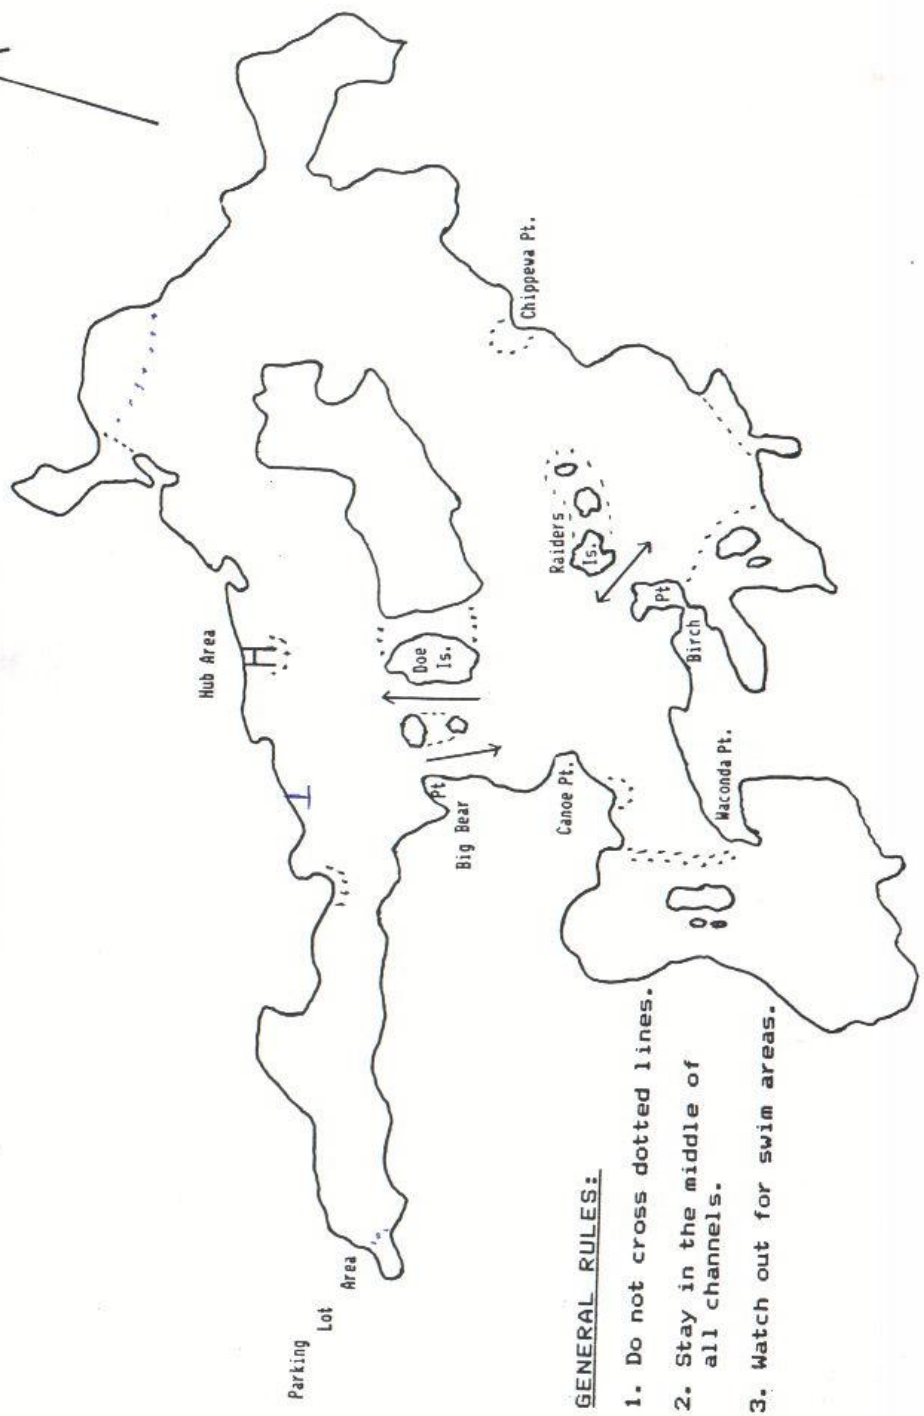 Hub Area
Chippewa Pt.
Raiders
Is.
Doe
Is.
Pt
Birch
Pt
Big Bear
Canoe Pt.
Waconda Pt.
Parking
Lot
Area
GENERAL RULES:
1. Do not cross dotted lines.
2. Stay in the middle of
all channels.
3. Watch out for swim areas.